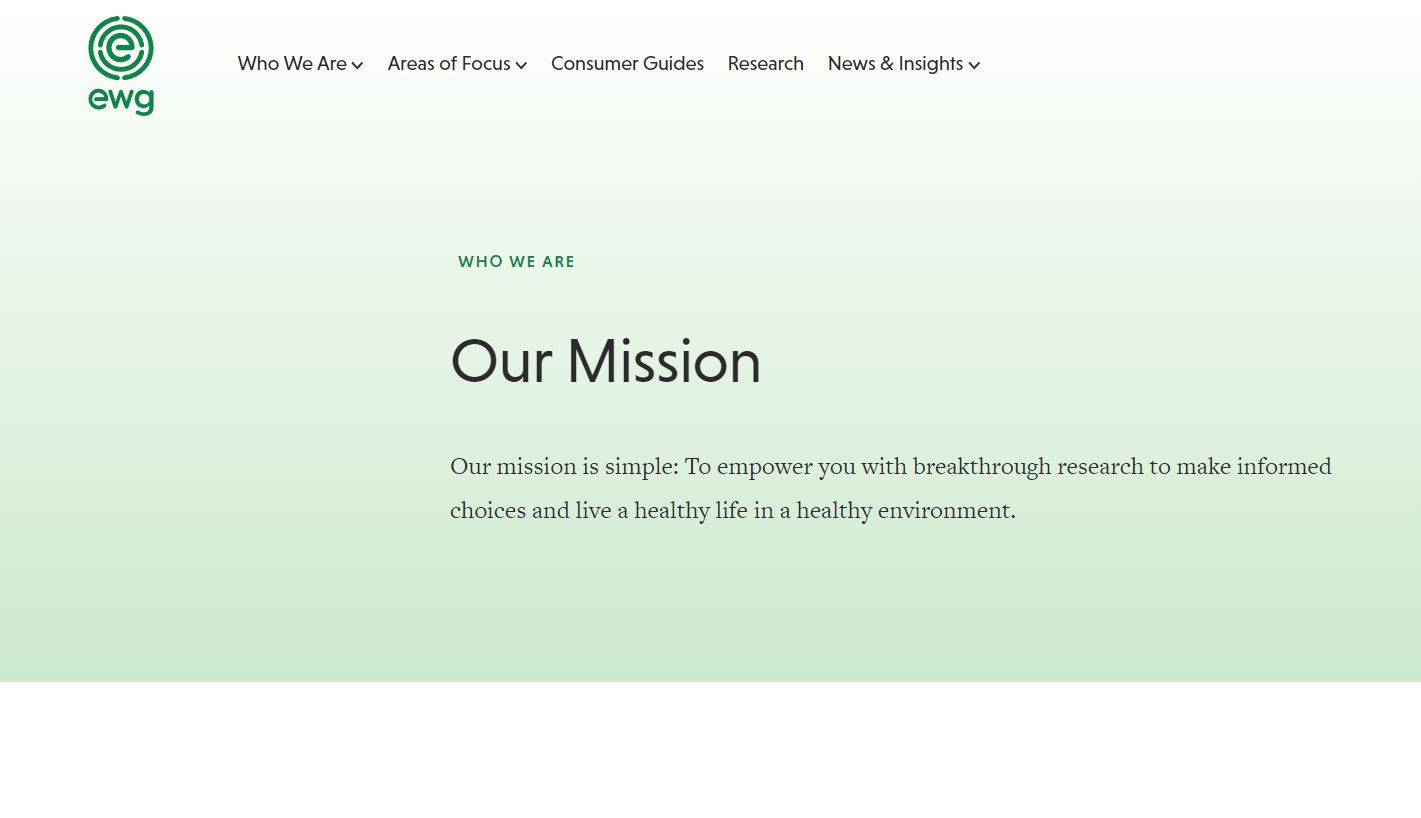 e
ewg
Who We Are
Areas of Focus
Consumer Guides
Research
News & Insights
WHO WE ARE
Our Mission
Our mission is simple: To empower you with breakthrough research to make informed
choices and live a healthy life in a healthy environment.